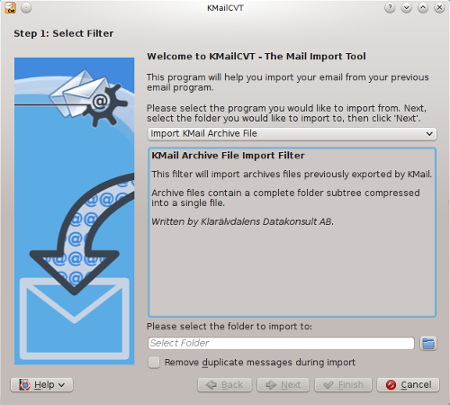 KMailCVT
Step 1: Select Filter
Welcome to KMailCVT - The Mail Import Tool
This program will help you import your email from your previous
email program.
Please select the program you would like to import from. Next,
select the folder you would like to import to, then click 'Next'.
Import KMail Archive File
KMail Archive File Import Filter
This filter will import archives files previously exported by KMail.
Archive files contain a complete folder subtree compressed
into a single file.
Written by Klarälvdalens Datakonsult AB.
Please select the folder to import to:
Select Folder
Remove duplicate messages during import
Help
Back
Next
Finish
Cancel